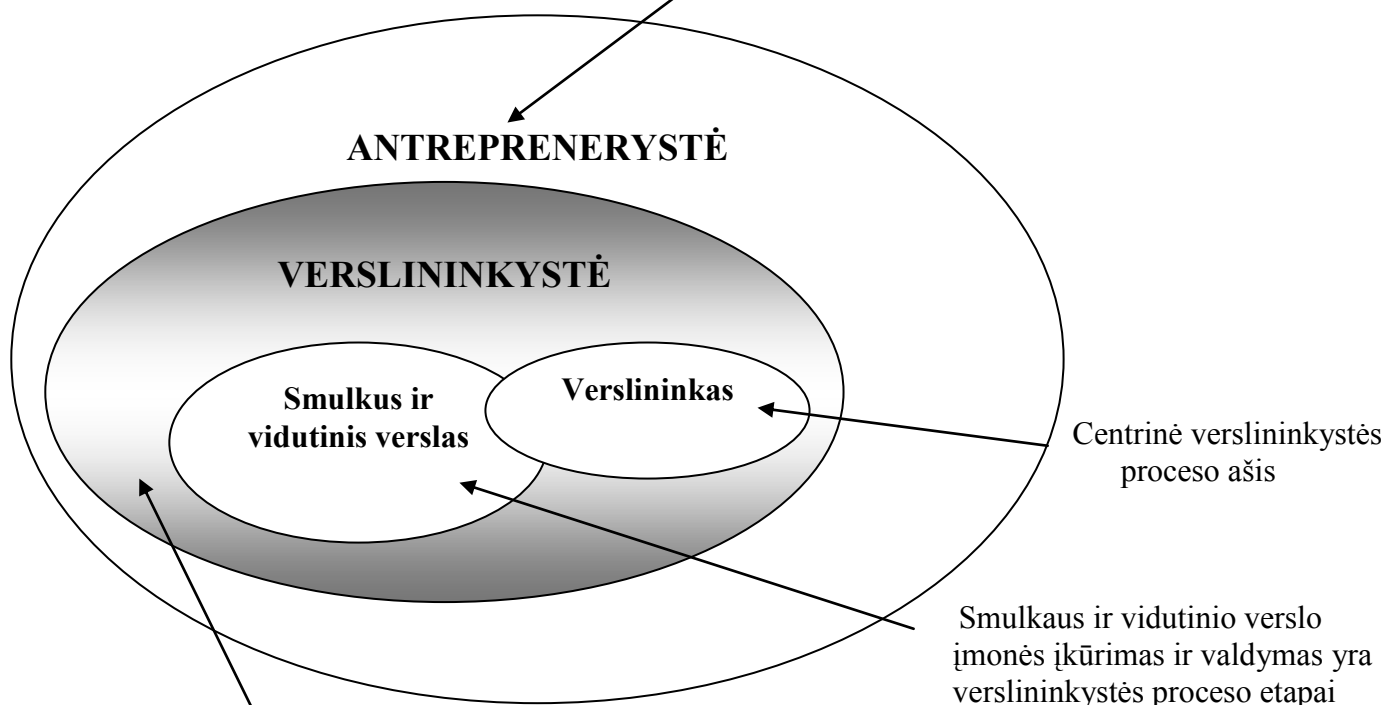 ANTREPRENERYSTĖ
VERSLININKYSTĖ
Smulkus ir
vidutinis verslas
Verslininkas
Centrinė verslininkystės
proceso ašis
Smulkaus ir vidutinio verslo
įmonės įkūrimas ir valdymas yra
verslininkystės proceso etapai